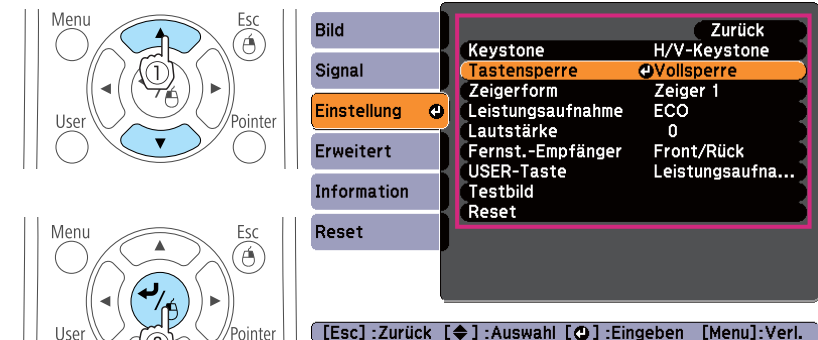 Menu
Esc
①
User
Pointer
Menu
Esc
User
Pointer
Bild
Signal
Einstellung
Erweitert
Information
Reset
Zurück
Keystone H/V-Keystone
Tastensperre Vollsperre
Zeigerform Zeiger 1
Leistungsaufnahme ECO
Lautstärke 0
Fernst.-Empfänger Front/Rück
USER-Taste Leistungsaufna...
Testbild
Reset
[Esc] :Zurück [◆] :Auswahl [⏎] :Eingeben [Menu]:Verl.